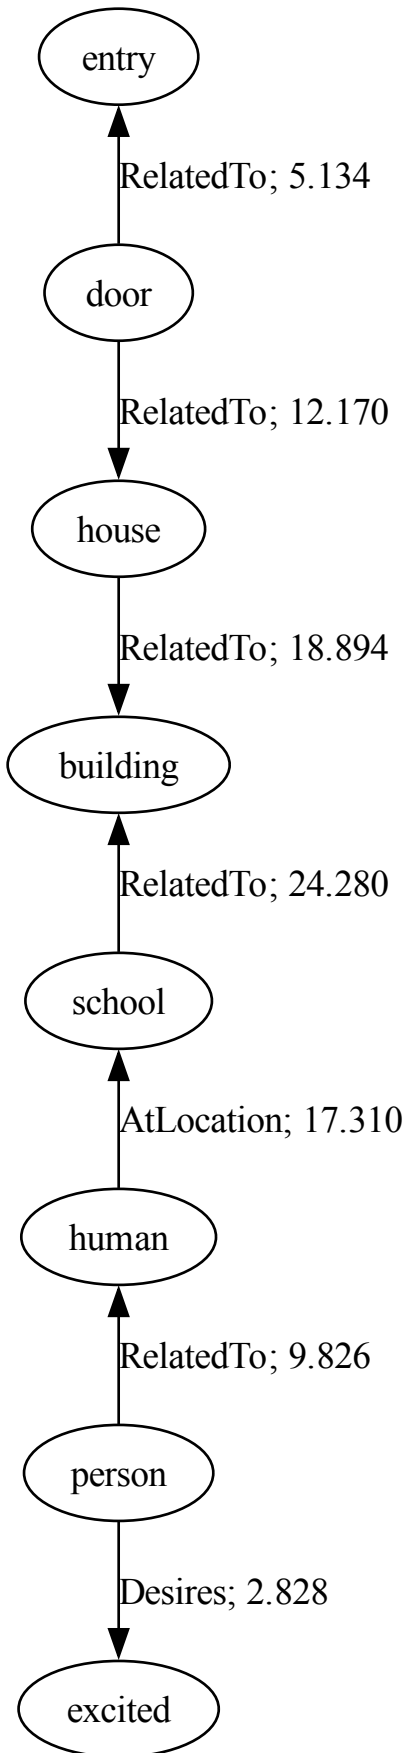 entry
RelatedTo; 5.134
door
RelatedTo; 12.170
house
RelatedTo; 18.894
building
RelatedTo; 24.280
school
AtLocation; 17.310
human
RelatedTo; 9.826
person
Desires; 2.828
excited